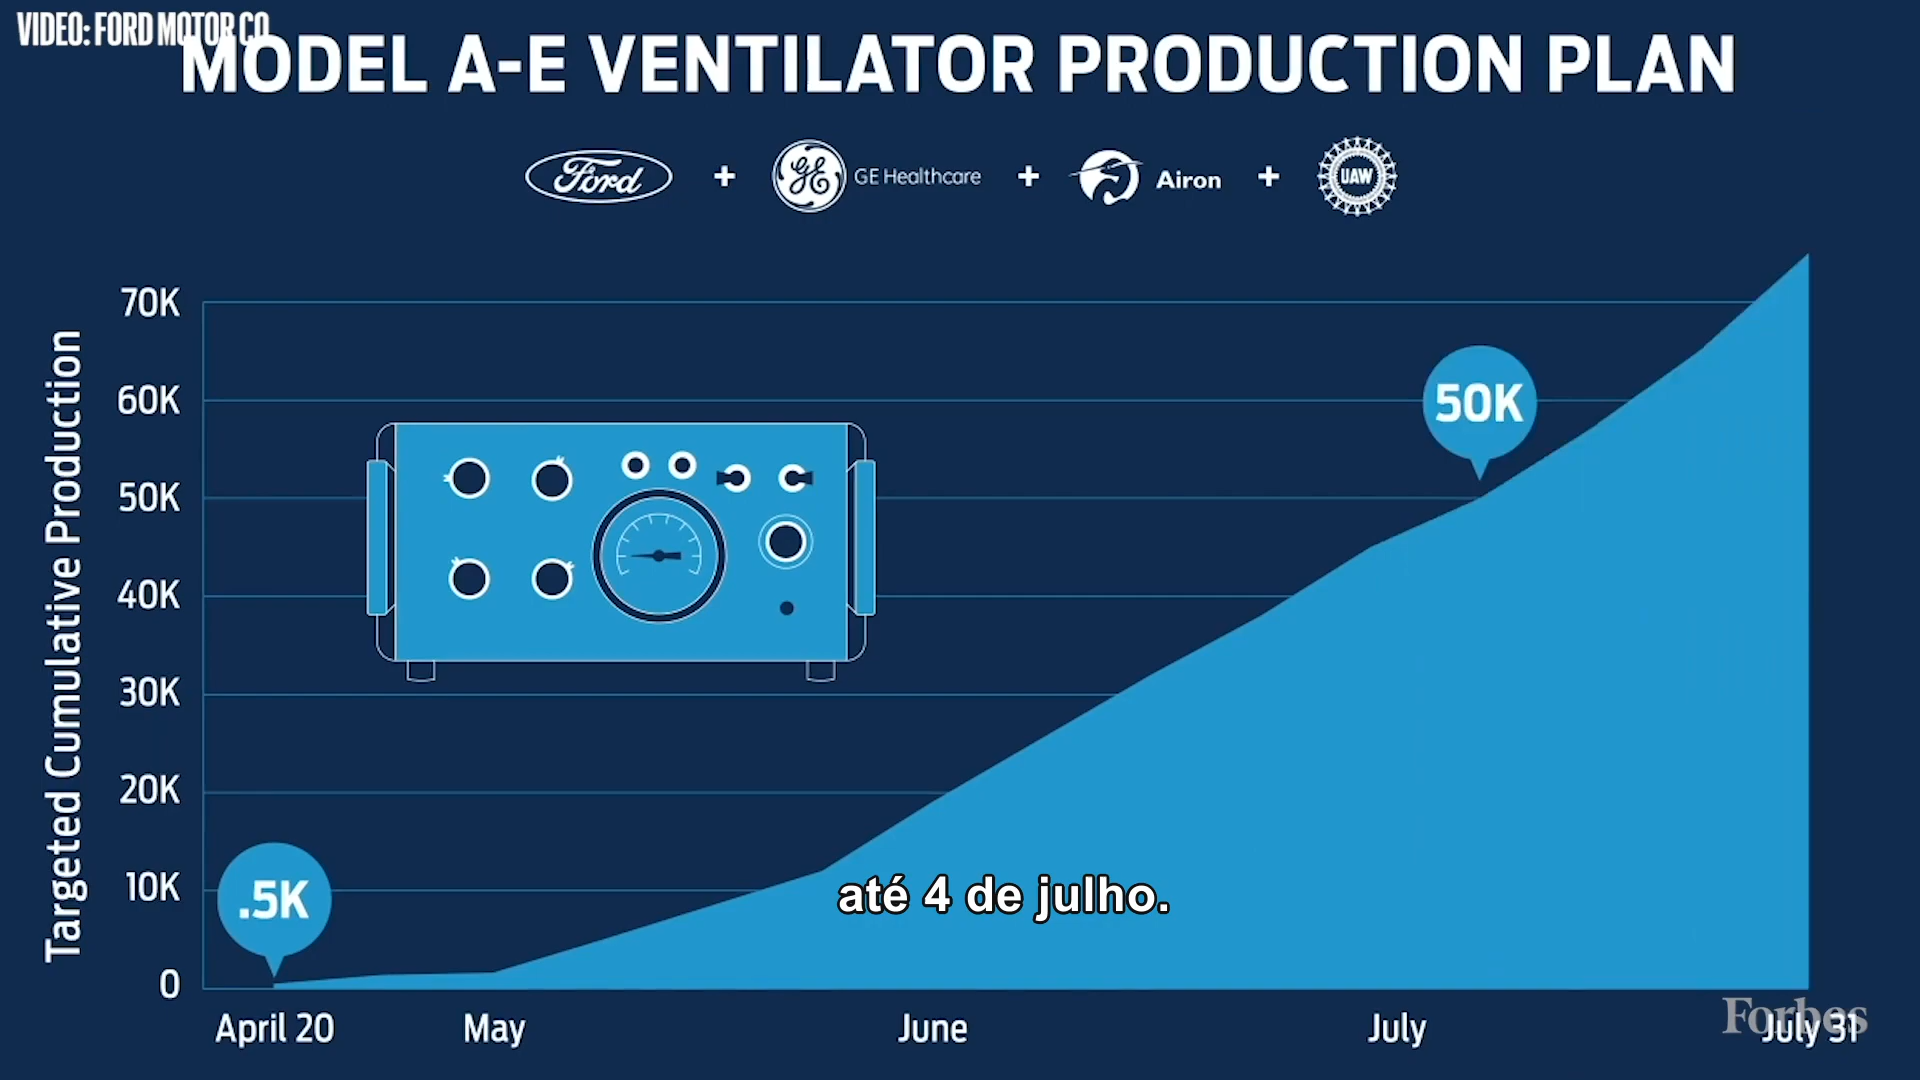 VIDEO: FORD MOTOR CO.
MODEL A-E VENTILATOR PRODUCTION PLAN
Ford + GE GE Healthcare + Airon + UAW
Targeted Cumulative Production
70K
60K
50K
40K
30K
20K
10K
0
.5K
50K
até 4 de julho.
April 20 May June July July 31
Forbes